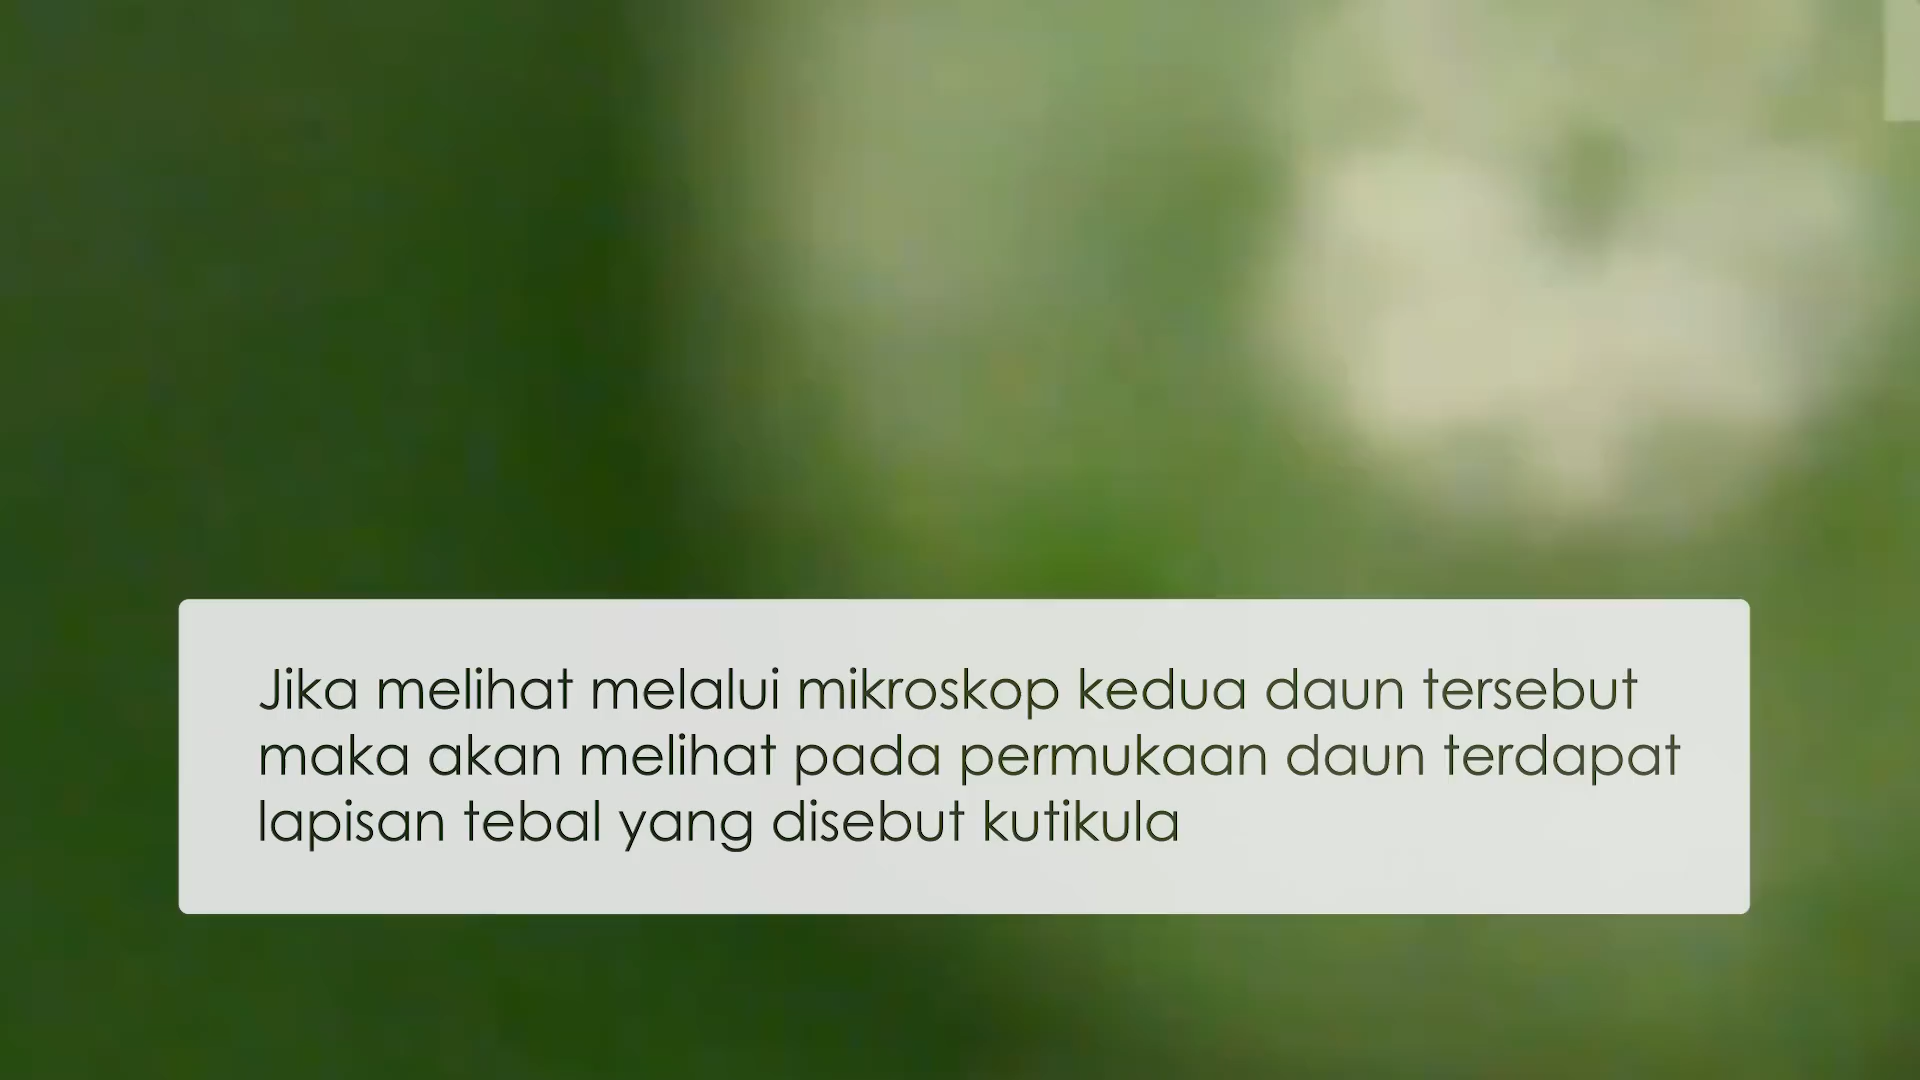 Jika melihat melalui mikroskop kedua daun tersebut
maka akan melihat pada permukaan daun terdapat
lapisan tebal yang disebut kutikula